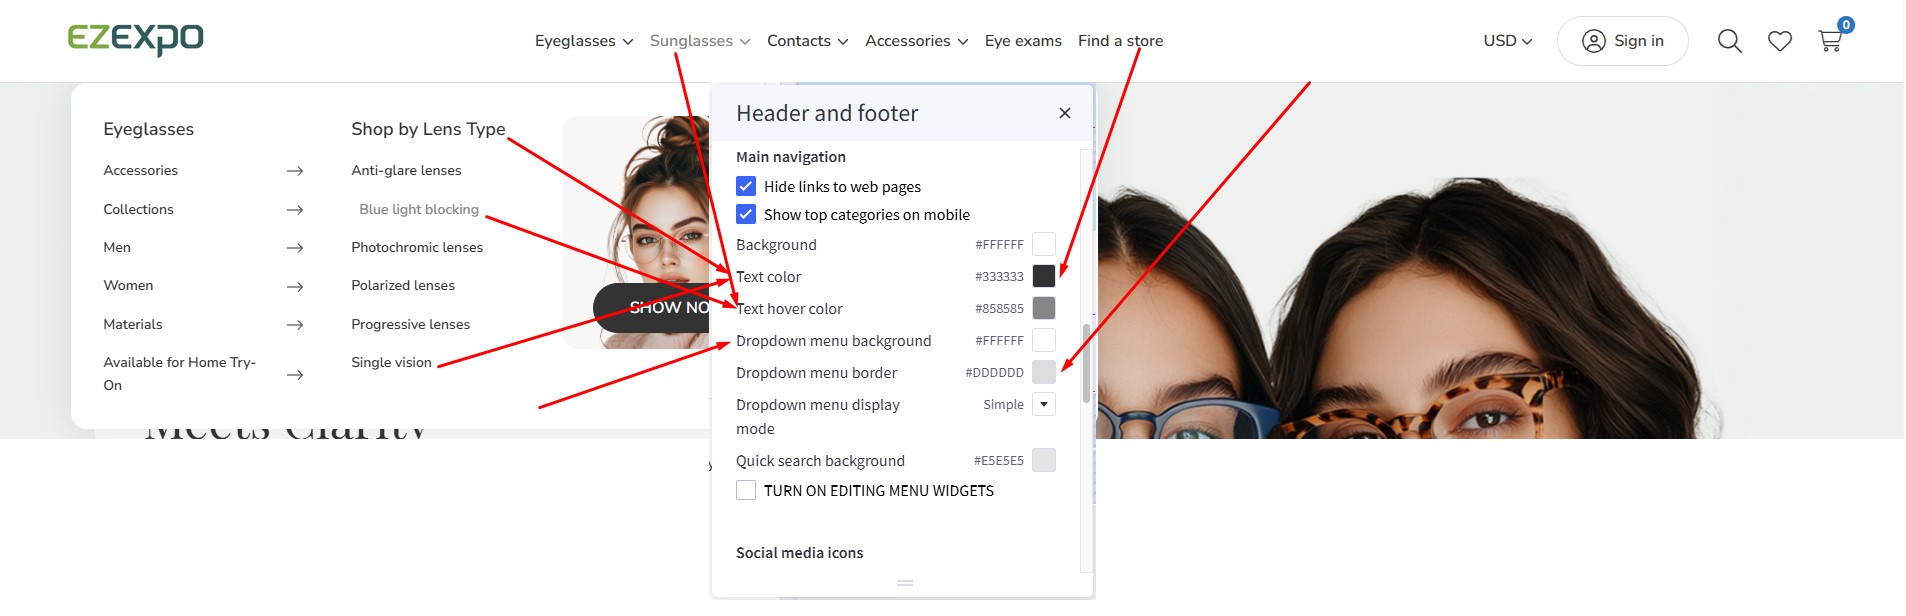 EZEXPO
Eyeglasses Sunglasses Contacts Accessories Eye exams Find a store
USD Sign in 0
Eyeglasses
Accessories
Collections
Men
Women
Materials
Available for Home Try-
On
Shop by Lens Type
Anti-glare lenses
Blue light blocking
Photochromic lenses
Polarized lenses
Progressive lenses
Single vision
SHOW NO
Meets Clarity
Header and footer
Main navigation
Hide links to web pages
Show top categories on mobile
Background #FFFFFF
Text color #333333
Text hover color #858585
Dropdown menu background #FFFFFF
Dropdown menu border #DDDDDD
Dropdown menu display Simple
mode
Quick search background #E5E5E5
TURN ON EDITING MENU WIDGETS
Social media icons